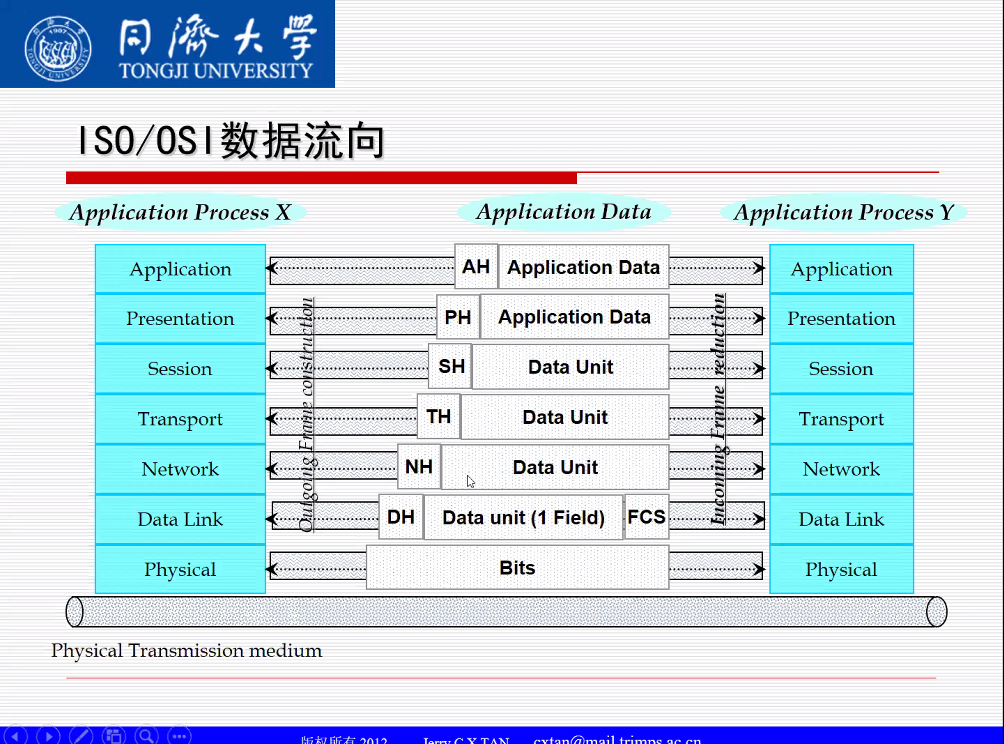 同濟大學
1907
TONGJI UNIVERSITY
TONGJI UNIVERSITY
ISO/OSI数据流向
Application Process X
Application Data
Application Process Y
Application
AH
Application Data
Application
Presentation
PH
Application Data
Presentation
Session
SH
Data Unit
Session
Transport
TH
Data Unit
Transport
Network
NH
Data Unit
Network
Data Link
DH
Data unit (1 Field)
FCS
Data Link
Physical
Bits
Physical
Outgoing Frame construction
Incoming Frame reduction
Physical Transmission medium
版权所有 2012
Jerry C X TAN
cxtan@mail.trimps.ac.cn